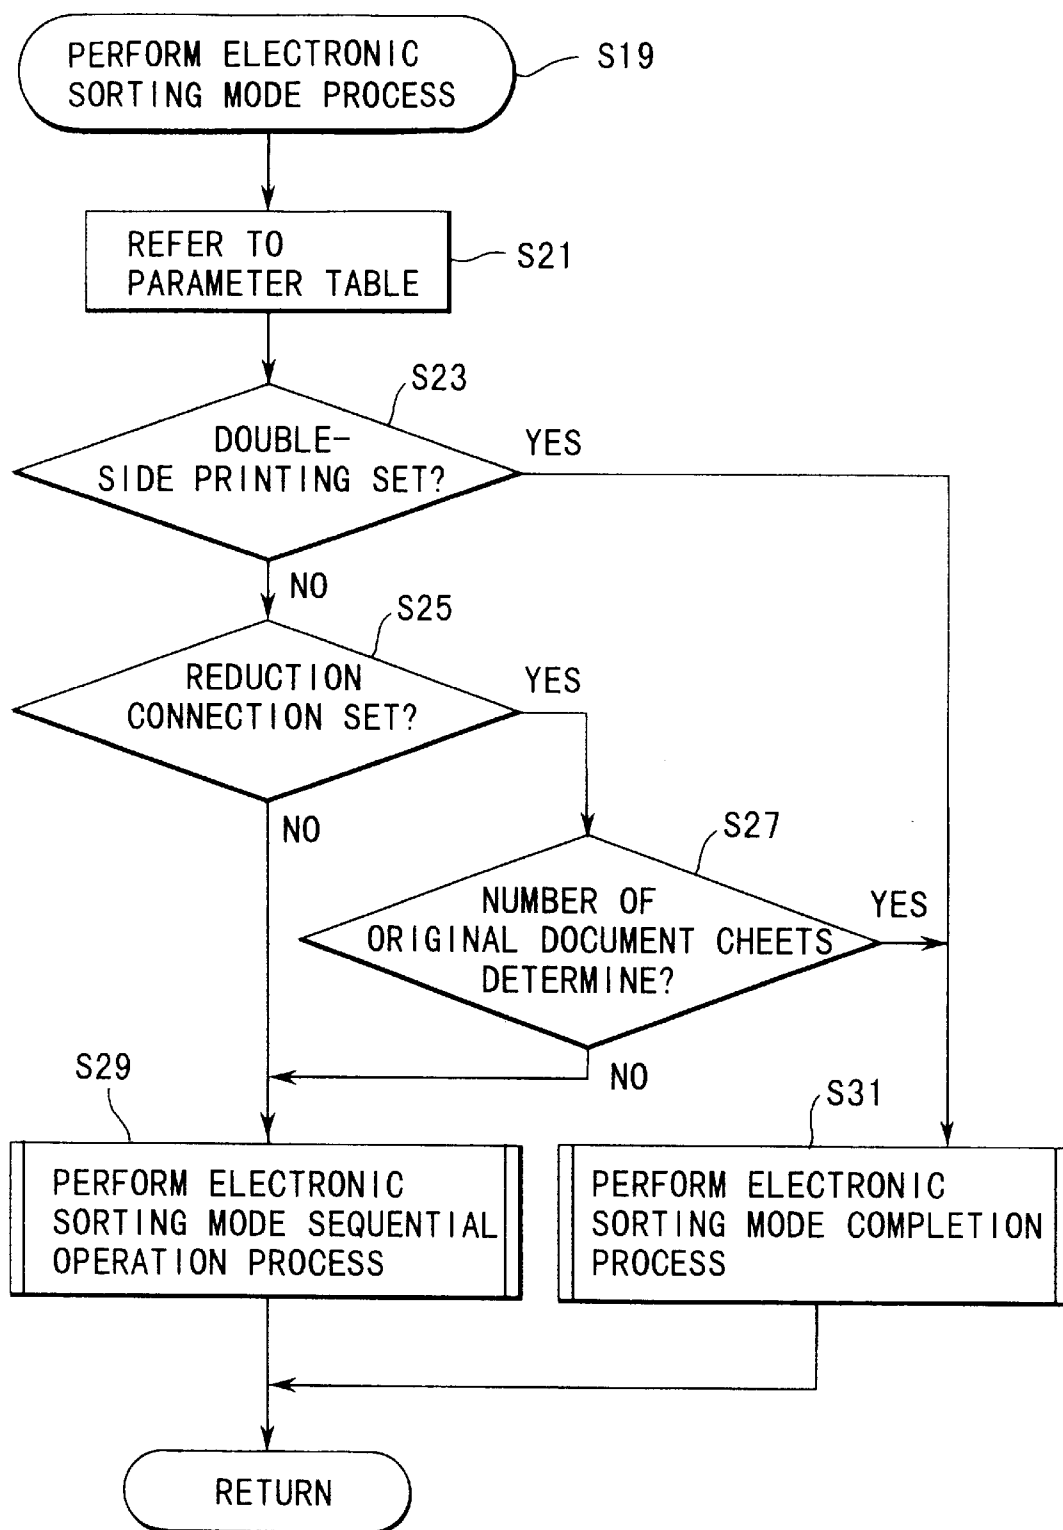 PERFORM ELECTRONIC
SORTING MODE PROCESS
S19
REFER TO
PARAMETER TABLE
S21
S23
DOUBLE-
SIDE PRINTING SET?
YES
NO
S25
REDUCTION
CONNECTION SET?
YES
NO
S27
NUMBER OF
ORIGINAL DOCUMENT CHEETS
DETERMINE?
YES
NO
S29
PERFORM ELECTRONIC
SORTING MODE SEQUENTIAL
OPERATION PROCESS
S31
PERFORM ELECTRONIC
SORTING MODE COMPLETION
PROCESS
RETURN